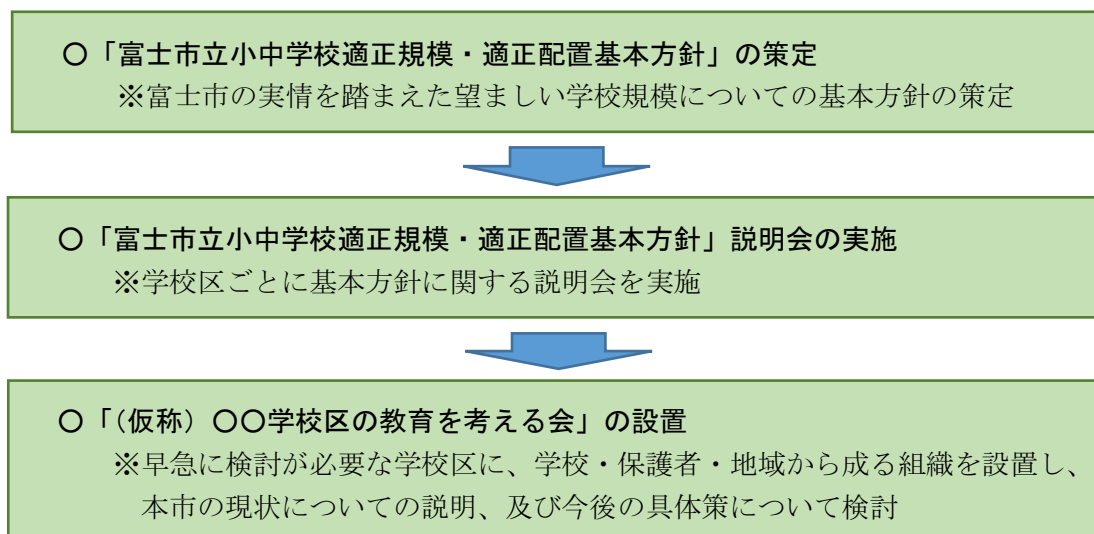 〇「富士市立小中学校適正規模・適正配置基本方針」の策定
※富士市の実情を踏まえた望ましい学校規模についての基本方針の策定
〇「富士市立小中学校適正規模・適正配置基本方針」説明会の実施
※学校区ごとに基本方針に関する説明会を実施
〇「(仮称) 〇〇学校区の教育を考える会」の設置
※早急に検討が必要な学校区に、学校・保護者・地域から成る組織を設置し、
本市の現状についての説明、及び今後の具体策について検討